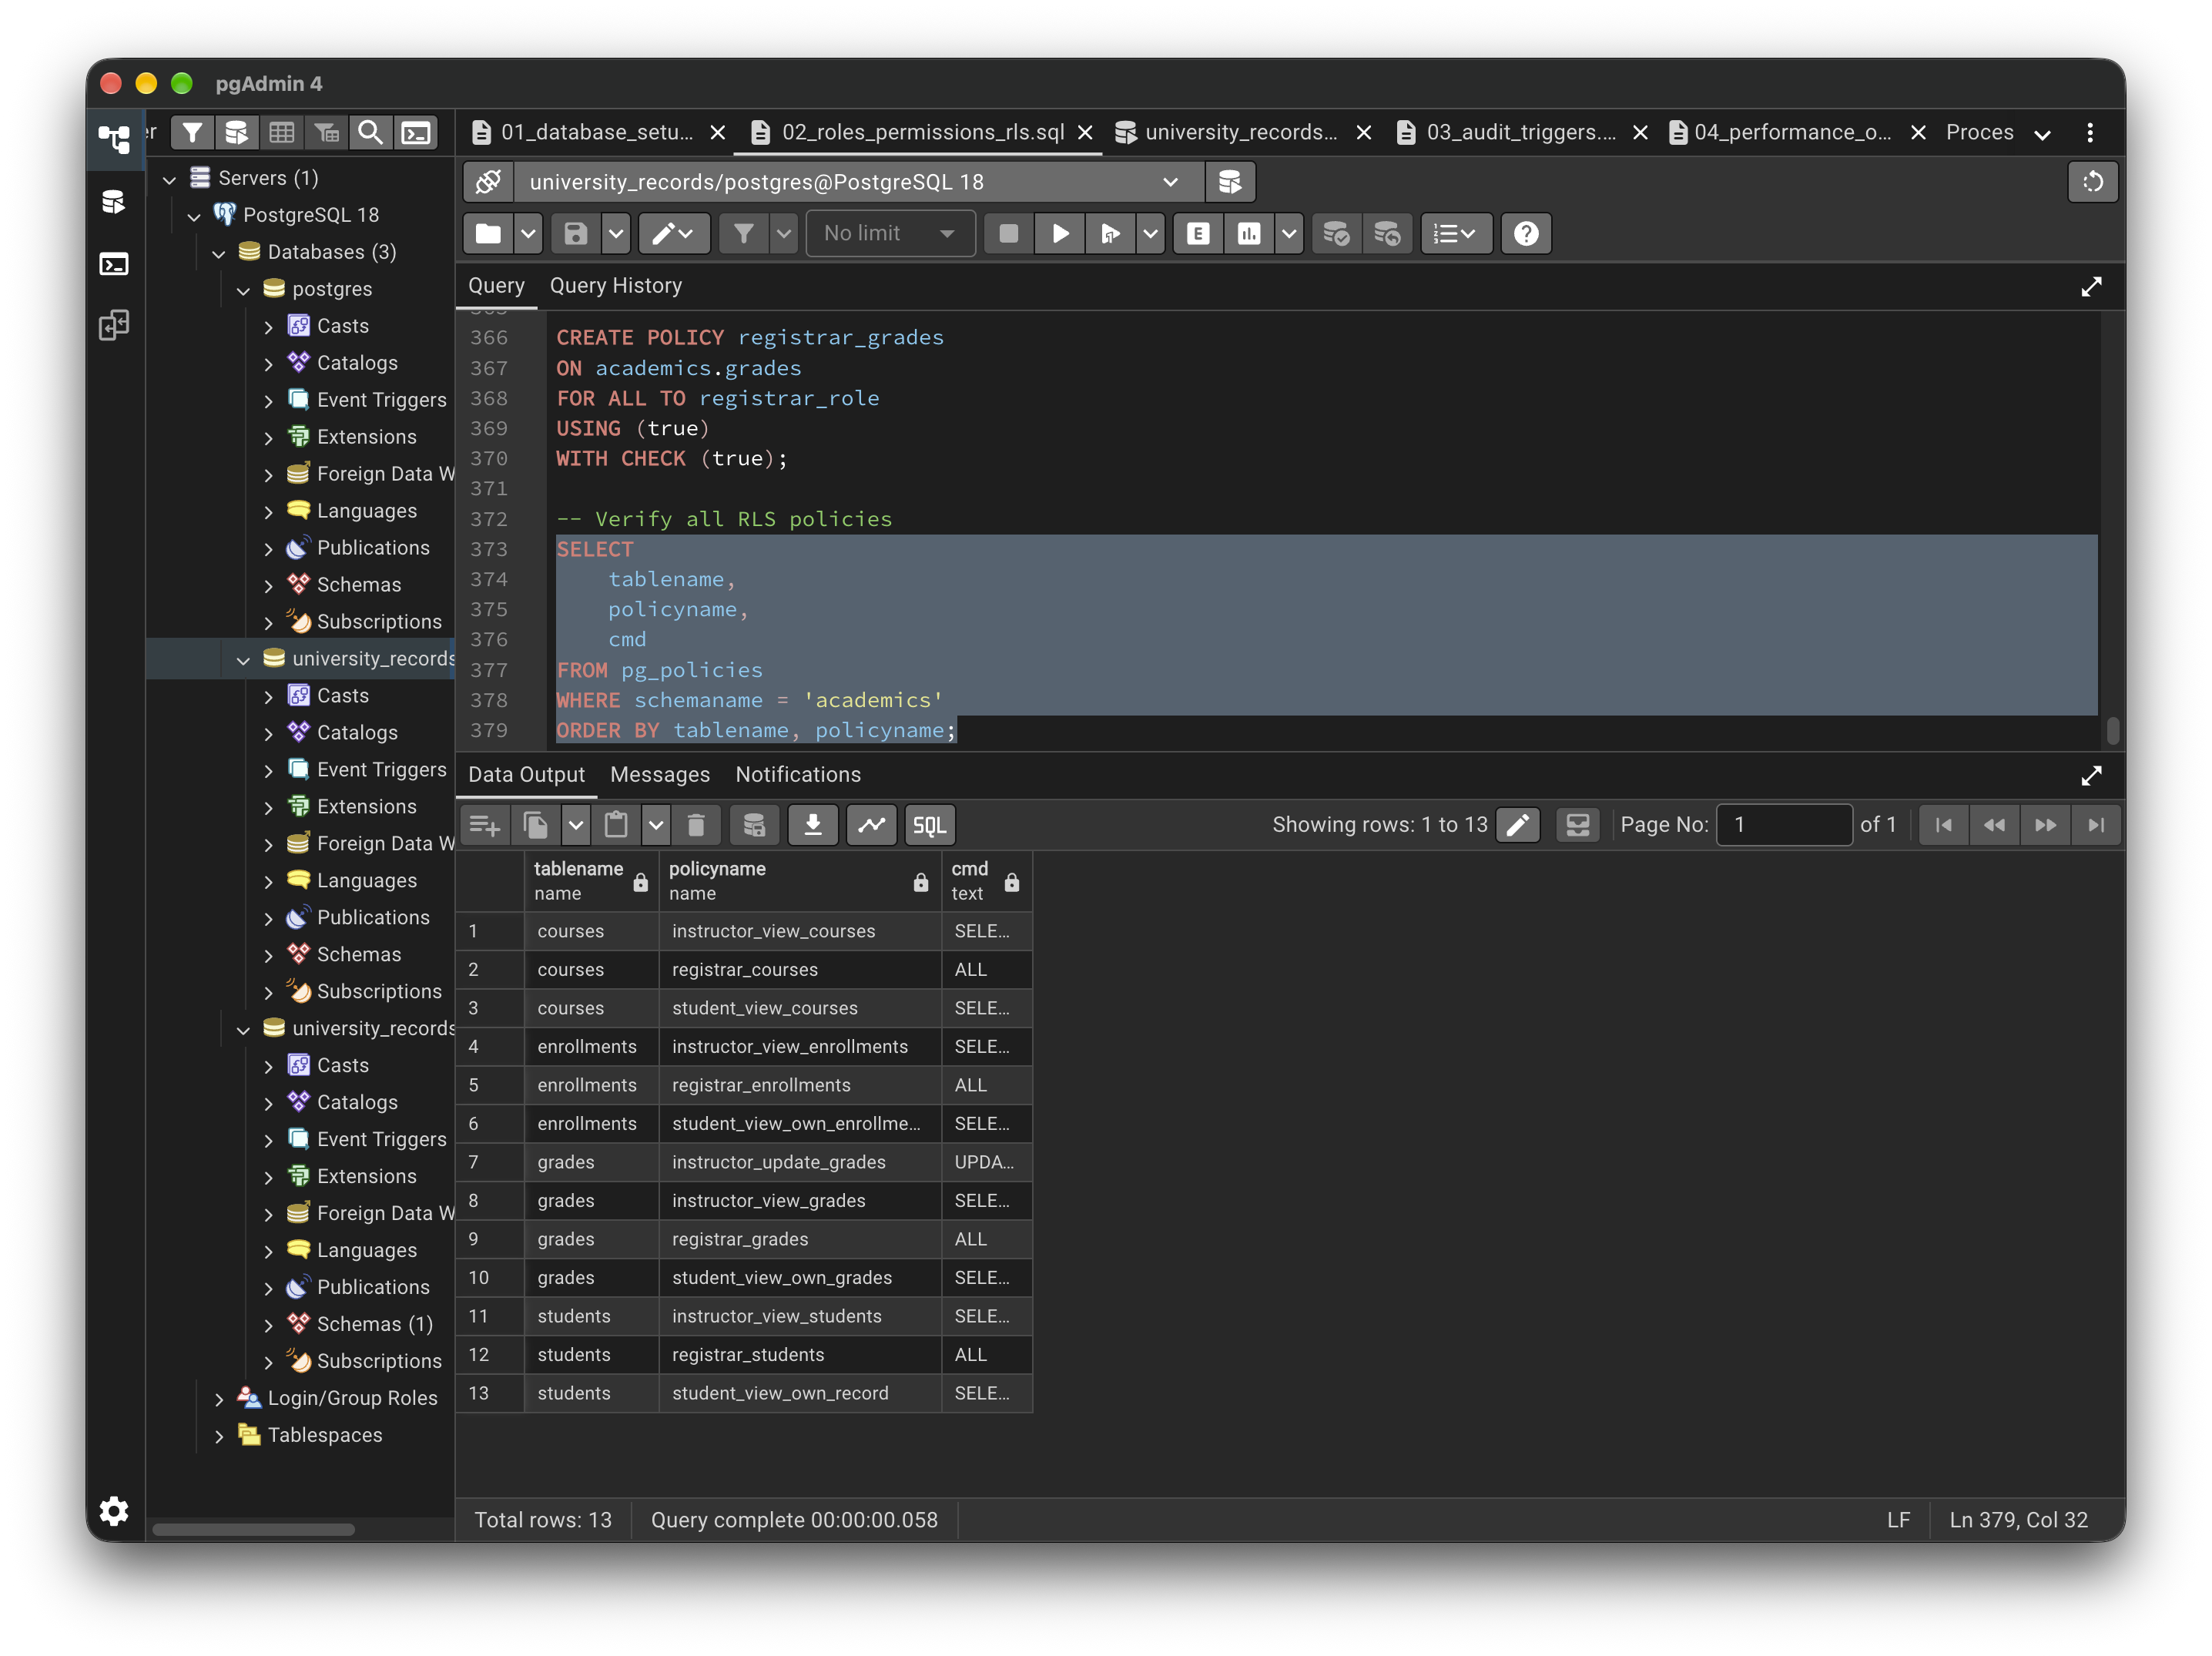 pgAdmin 4
er
01_database_setu...
02_roles_permissions_rls.sql
university_records...
03_audit_triggers....
04_performance_o...
Proces
Servers (1)
PostgreSQL 18
Databases (3)
postgres
Casts
Catalogs
Event Triggers
Extensions
Foreign Data W
Languages
Publications
Schemas
Subscriptions
university_records
Casts
Catalogs
Event Triggers
Extensions
Foreign Data W
Languages
Publications
Schemas
Subscriptions
university_records
Casts
Catalogs
Event Triggers
Extensions
Foreign Data W
Languages
Publications
Schemas (1)
Subscriptions
Login/Group Roles
Tablespaces
university_records/postgres@PostgreSQL 18
No limit
E
Query
Query History
365
366 CREATE POLICY registrar_grades
367 ON academics.grades
368 FOR ALL TO registrar_role
369 USING (true)
370 WITH CHECK (true);
371
372 -- Verify all RLS policies
373 SELECT
374 tablename,
375 policyname,
376 cmd
377 FROM pg_policies
378 WHERE schemaname = 'academics'
379 ORDER BY tablename, policyname;
Data Output
Messages
Notifications
SQL
Showing rows: 1 to 13
Page No: 1 of 1
tablename policyname cmd
name name text
1 courses instructor_view_courses SELE...
2 courses registrar_courses ALL
3 courses student_view_courses SELE...
4 enrollments instructor_view_enrollments SELE...
5 enrollments registrar_enrollments ALL
6 enrollments student_view_own_enrollme... SELE...
7 grades instructor_update_grades UPDA...
8 grades instructor_view_grades SELE...
9 grades registrar_grades ALL
10 grades student_view_own_grades SELE...
11 students instructor_view_students SELE...
12 students registrar_students ALL
13 students student_view_own_record SELE...
Total rows: 13
Query complete 00:00:00.058
LF
Ln 379, Col 32